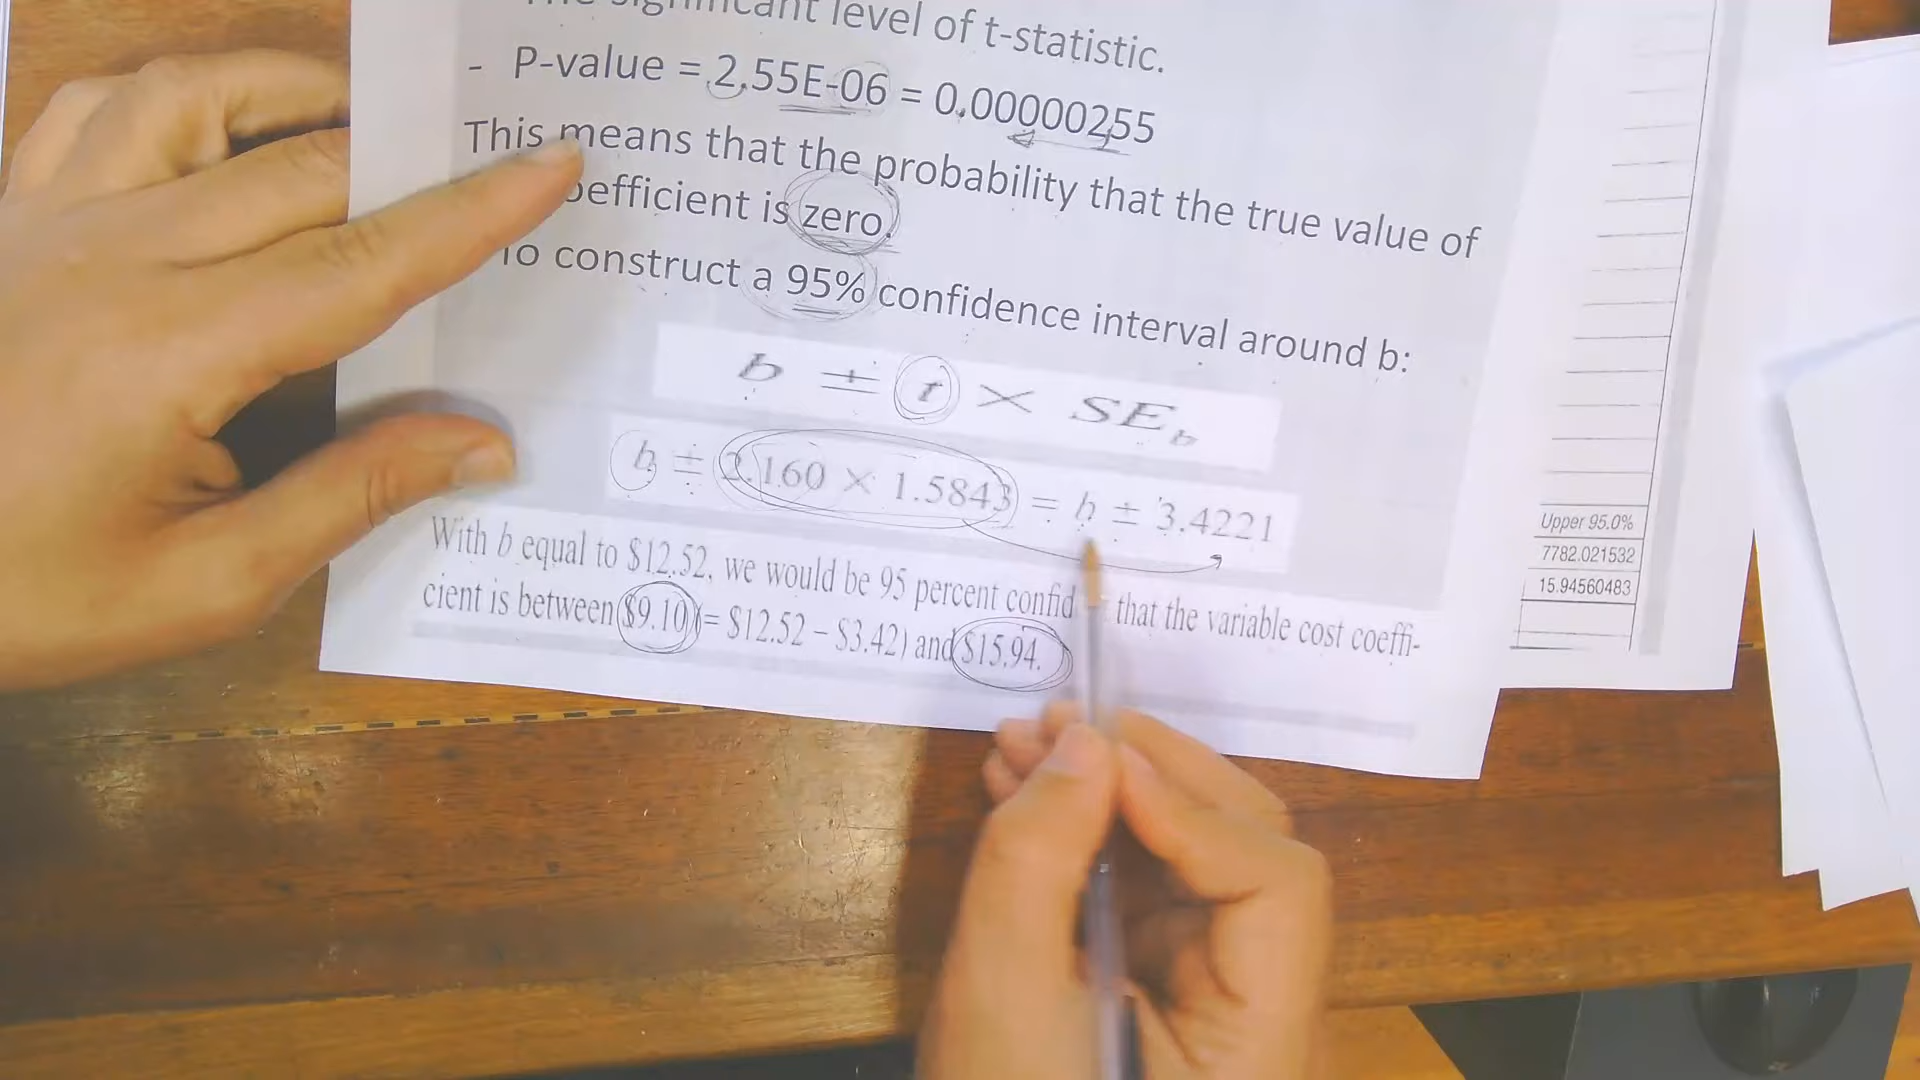 significant level of t-statistic.
- P-value = 2.55E-06 = 0.00000255
This means that the probability that the true value of
coefficient is zero.
To construct a 95% confidence interval around b:
b ± t × SEb
b ± 2.160 × 1.5843 = b ± 3.4221
With b equal to $12.52, we would be 95 percent confid that the variable cost coeffi-
cient is between $9.10 (= $12.52 – $3.42) and $15.94.
Upper 95.0%
7782.021532
15.94560483